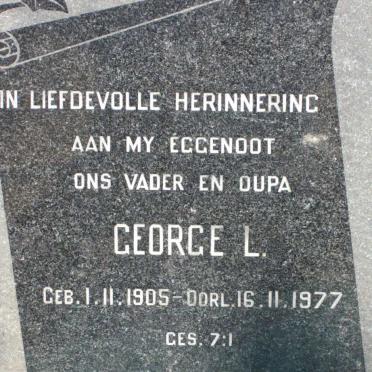 IN LIEFDEVOLLE HERINNERING
AAN MY EGGENOOT
ONS VADER EN OUPA
GEORGE L.
GEB. 1. 11. 1905 - OORL. 16. 11. 1977
GES. 7:1